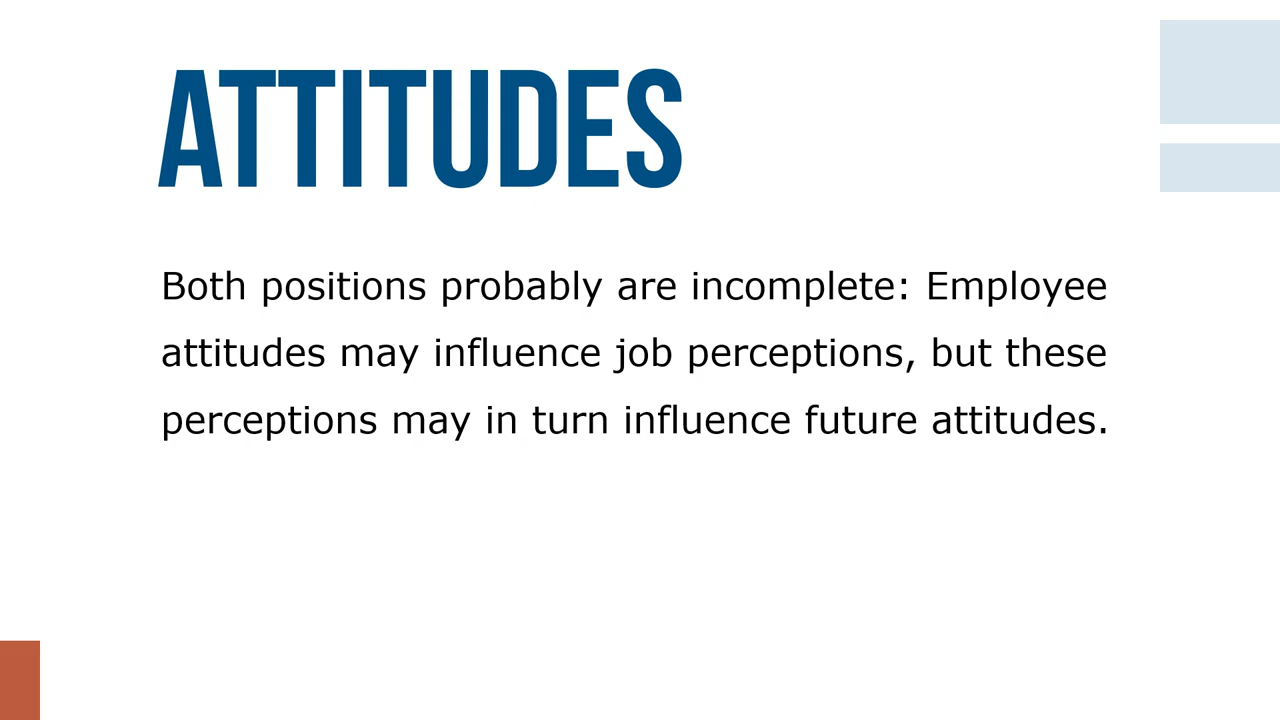 ATTITUDES
Both positions probably are incomplete: Employee
attitudes may influence job perceptions, but these
perceptions may in turn influence future attitudes.